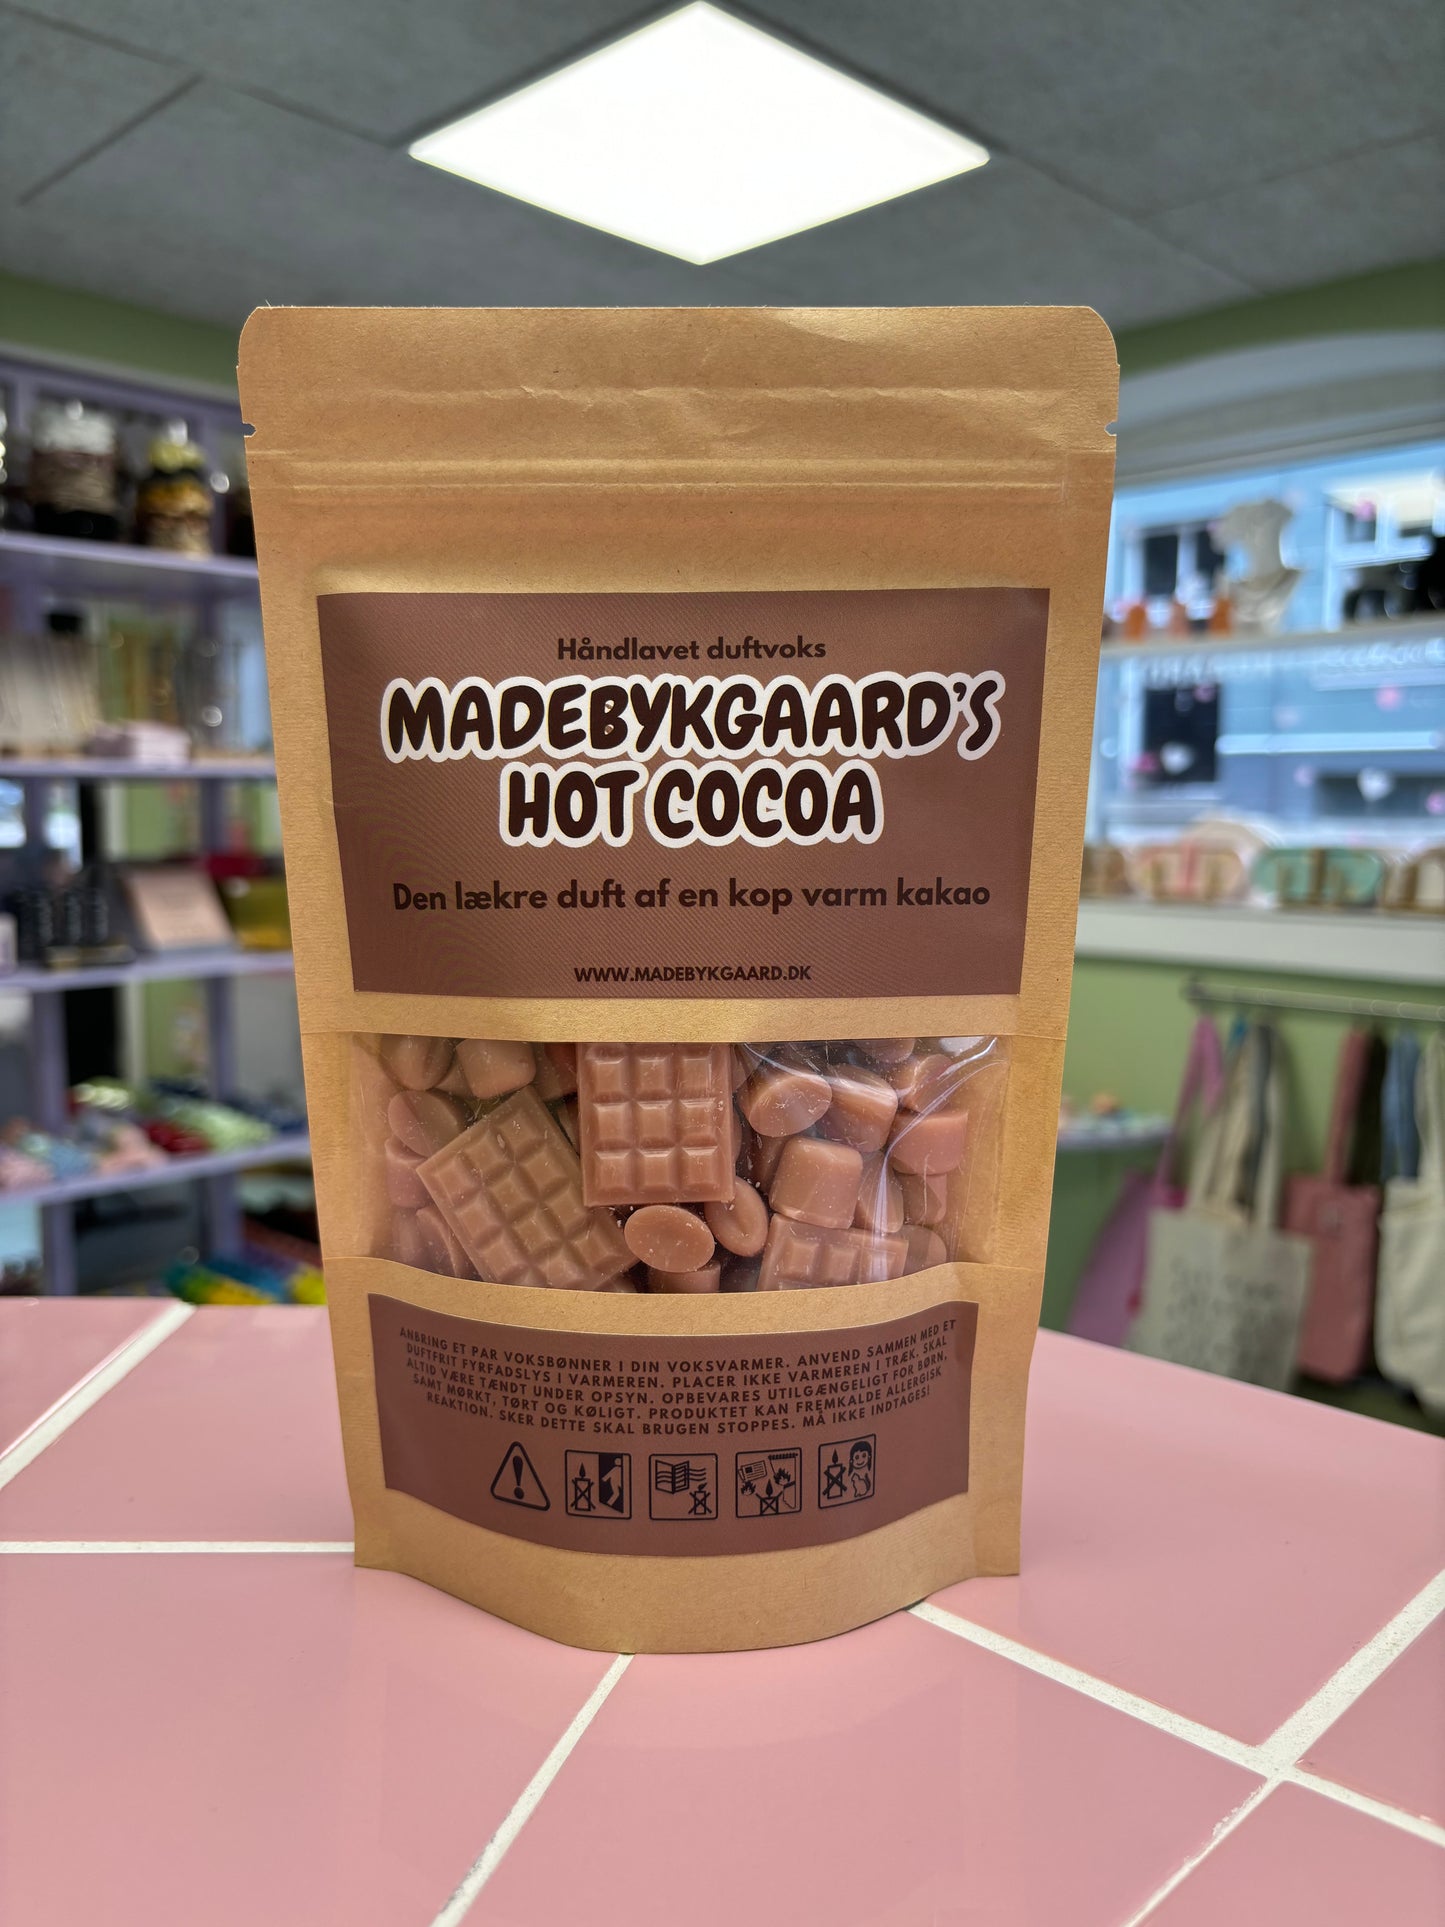 Håndlavet duftvoks
MADEBYKGAARD'S
HOT COCOA
Den lækre duft af en kop varm kakao
WWW.MADEBYKGAARD.DK
ANBRING ET PAR VOKSBØNNER I DIN VOKSVARMER. ANVEND SAMMEN MED ET
DUFTFRIT FYRFADSLYS I VARMEREN. PLACER IKKE VARMEREN I TRÆK. SKAL
ALTID VÆRE TÆNDT UNDER OPSYN. OPBEVARES UTILGÆNGELIGT FOR BØRN,
SAMT MØRKT, TØRT OG KØLIGT. PRODUKTET KAN FREMKALDE ALLERGISK
REAKTION. SKER DETTE SKAL BRUGEN STOPPES. MÅ IKKE INDTAGES!